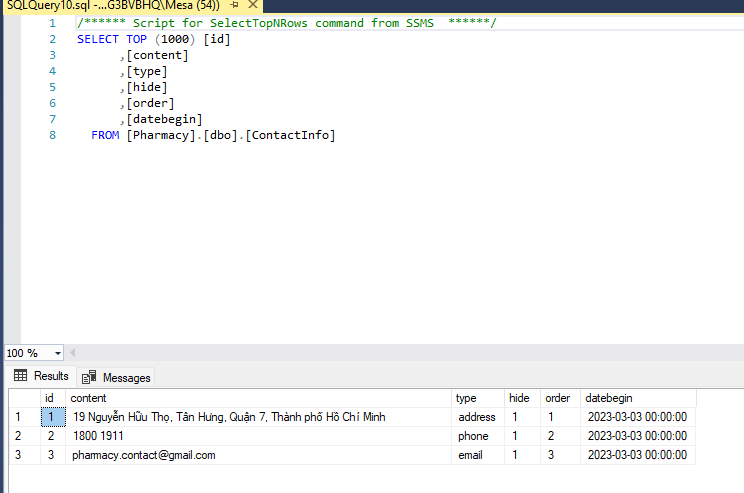 SQLQuery10.sql -...G3BVBHQ\Mesa (54))
1 /****** Script for SelectTopNRows command from SSMS ******/
2 SELECT TOP (1000) [id]
3 ,[content]
4 ,[type]
5 ,[hide]
6 ,[order]
7 ,[datebegin]
8 FROM [Pharmacy].[dbo].[ContactInfo]
100 %
Results Messages
id content type hide order datebegin
1 1 19 Nguyễn Hữu Thọ, Tân Hưng, Quận 7, Thành phố Hồ Chí Minh address 1 1 2023-03-03 00:00:00
2 2 1800 1911 phone 1 2 2023-03-03 00:00:00
3 3 pharmacy.contact@gmail.com email 1 3 2023-03-03 00:00:00